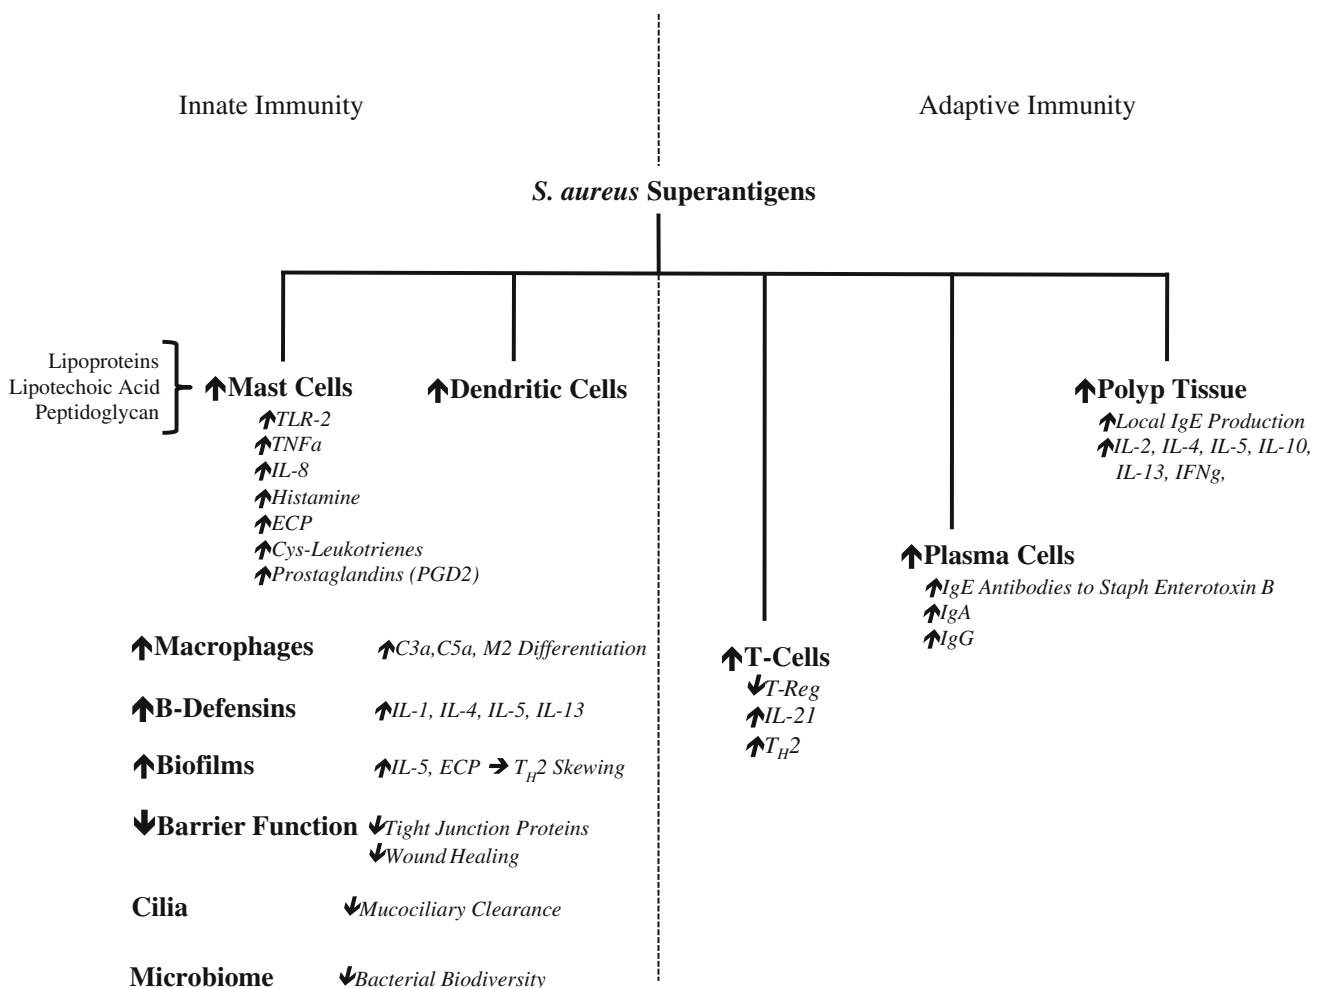 Innate Immunity
Adaptive Immunity
S. aureus Superantigens
Lipoproteins
Lipotechoic Acid
Peptidoglycan
↑Mast Cells
↑TLR-2
↑TNFa
↑IL-8
↑Histamine
↑ECP
↑Cys-Leukotrienes
↑Prostaglandins (PGD2)
↑Dendritic Cells
↑Polyp Tissue
↑Local IgE Production
↑IL-2, IL-4, IL-5, IL-10,
IL-13, IFNg,
↑Plasma Cells
↑IgE Antibodies to Staph Enterotoxin B
↑IgA
↑IgG
↑T-Cells
↓T-Reg
↑IL-21
↑TH2
↑Macrophages ↑C3a,C5a, M2 Differentiation
↑B-Defensins ↑IL-1, IL-4, IL-5, IL-13
↑Biofilms ↑IL-5, ECP → TH2 Skewing
↓Barrier Function ↓Tight Junction Proteins
↓Wound Healing
Cilia ↓Mucociliary Clearance
Microbiome ↓Bacterial Biodiversity